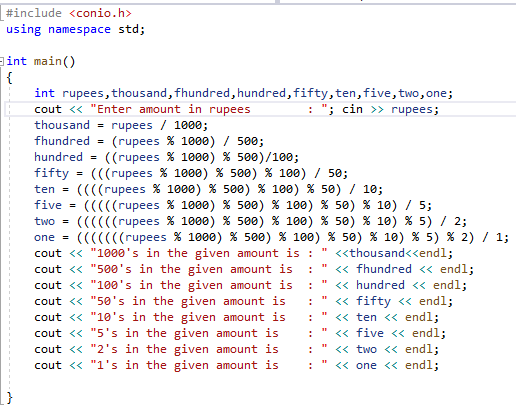 #include <conio.h>
using namespace std;
int main()
{
int rupees,thousand,fhundred,hundred,fifty,ten,five,two,one;
cout << "Enter amount in rupees        : "; cin >> rupees;
thousand = rupees / 1000;
fhundred = (rupees % 1000) / 500;
hundred = ((rupees % 1000) % 500)/100;
fifty = (((rupees % 1000) % 500) % 100) / 50;
ten = ((((rupees % 1000) % 500) % 100) % 50) / 10;
five = (((((rupees % 1000) % 500) % 100) % 50) % 10) / 5;
two = ((((((rupees % 1000) % 500) % 100) % 50) % 10) % 5) / 2;
one = (((((((rupees % 1000) % 500) % 100) % 50) % 10) % 5) % 2) / 1;
cout << "1000's in the given amount is : " <<thousand<<endl;
cout << "500's in the given amount is  : " << fhundred << endl;
cout << "100's in the given amount is  : " << hundred << endl;
cout << "50's in the given amount is   : " << fifty << endl;
cout << "10's in the given amount is   : " << ten << endl;
cout << "5's in the given amount is    : " << five << endl;
cout << "2's in the given amount is    : " << two << endl;
cout << "1's in the given amount is    : " << one << endl;
}